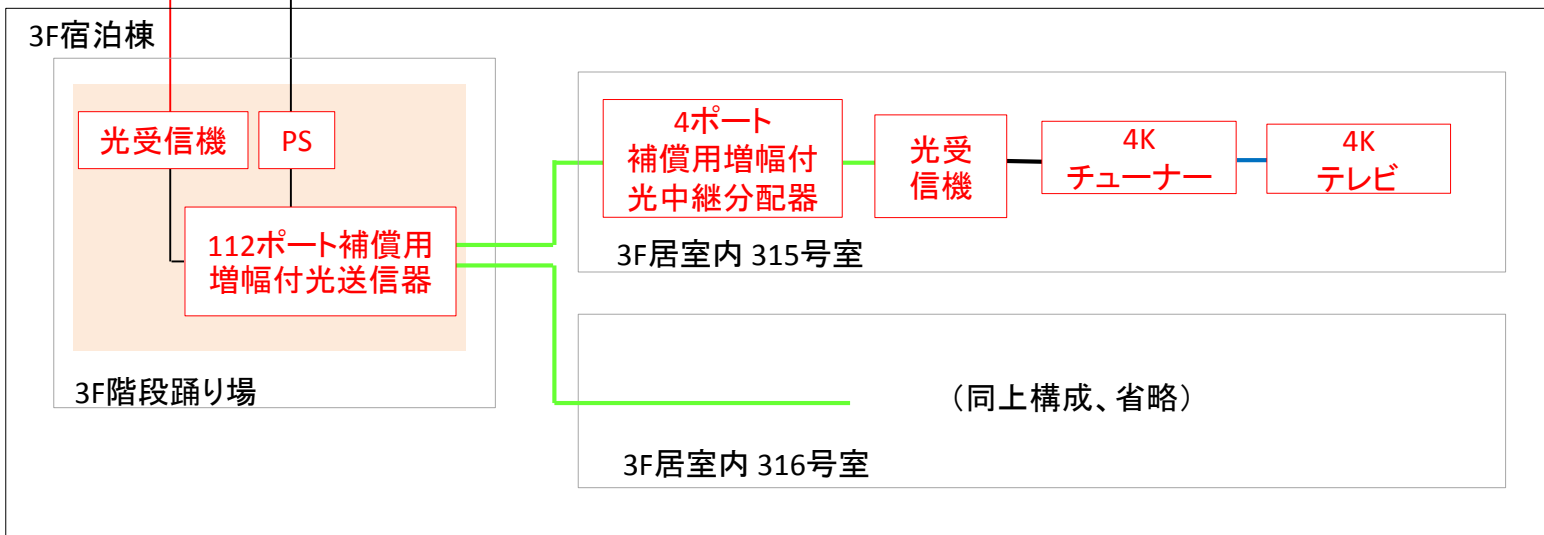 3F宿泊棟
光受信機
PS
112ポート補償用
増幅付光送信器
3F階段踊り場
4ポート
補償用増幅付
光中継分配器
光受
信機
4K
チューナー
4K
テレビ
3F居室内 315号室
（同上構成、省略）
3F居室内 316号室